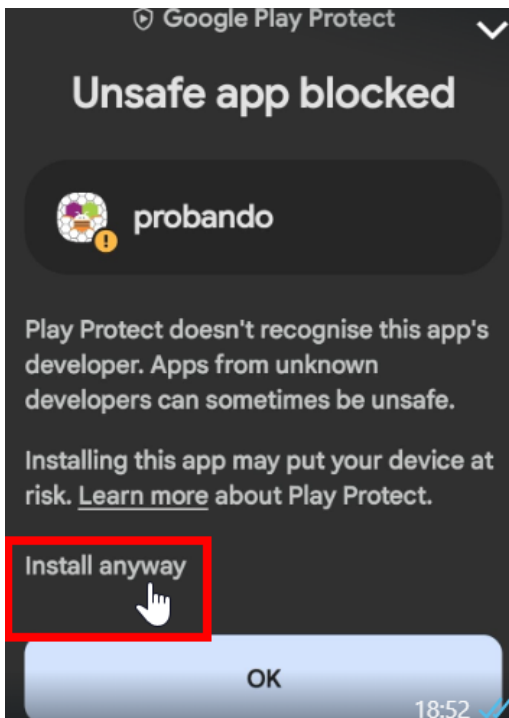 Google Play Protect
Unsafe app blocked
probando
Play Protect doesn't recognise this app's
developer. Apps from unknown
developers can sometimes be unsafe.
Installing this app may put your device at
risk. Learn more about Play Protect.
Install anyway
OK
18:52